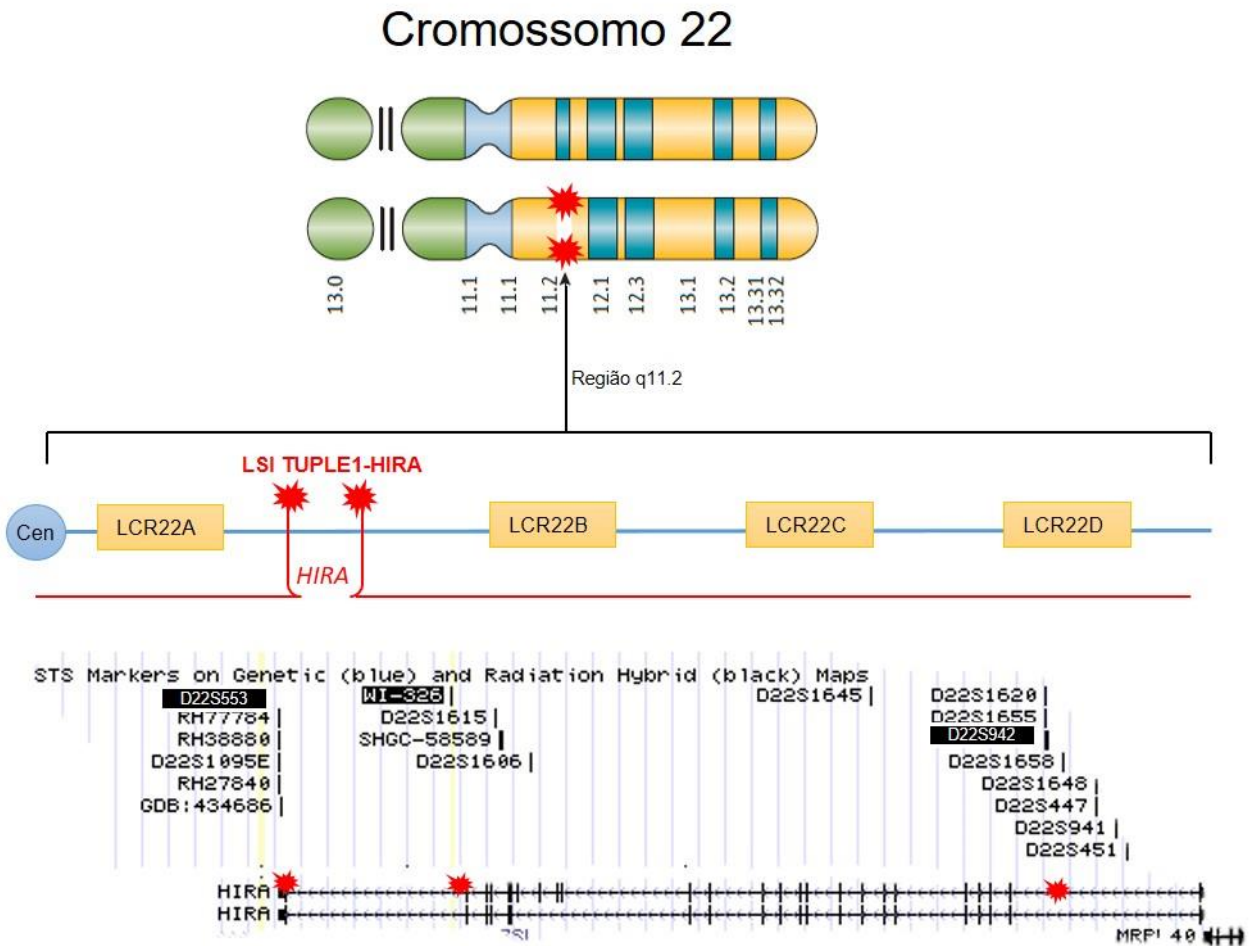 Cromossomo 22
13.0 11.1 11.1 11.2 12.1 12.3 13.1 13.2 13.31 13.32
Região q11.2
LSI TUPLE1-HIRA
Cen LCR22A LCR22B LCR22C LCR22D
HIRA
STS Markers on Genetic (blue) and Radiation Hybrid (black) Maps
D22S553 WI-326 D22S1645 D22S1620
RH77784 D22S1615 D22S1655
RH38880 SHGC-58589 D22S942
D22S1095E D22S1606 D22S1658
RH27840 D22S1648
GDB:434686 D22S447
D22S941
D22S451
HIRA
HIRA
40